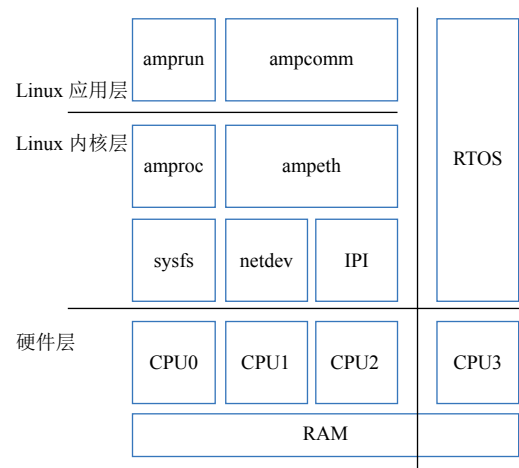 amprun ampcomm
Linux 应用层
Linux 内核层
RTOS
amproc ampeth
sysfs netdev IPI
硬件层
CPU0 CPU1 CPU2 CPU3
RAM